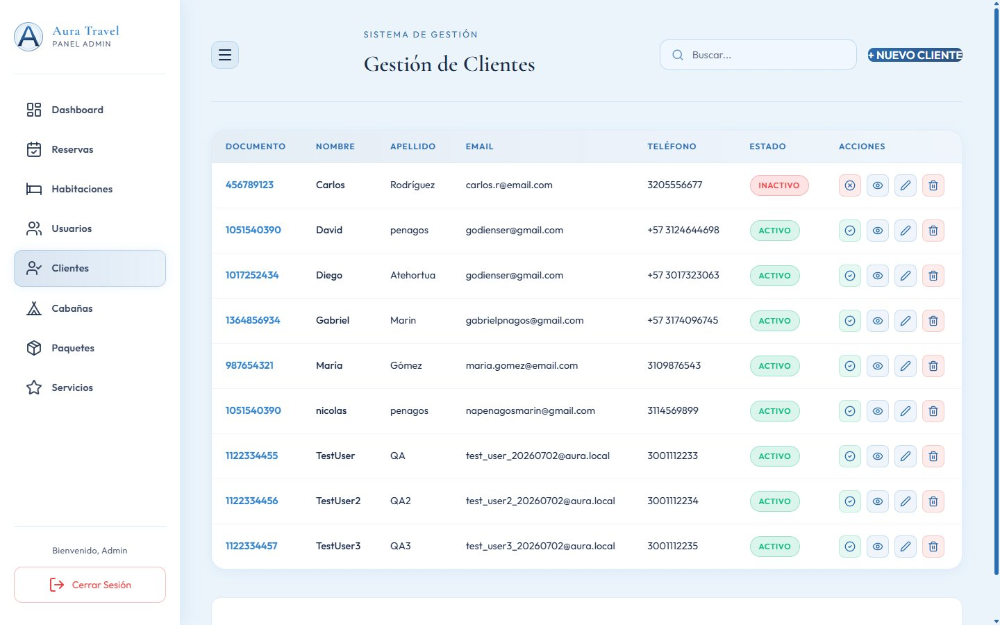 Aura Travel
PANEL ADMIN
Dashboard
Reservas
Habitaciones
Usuarios
Clientes
Cabañas
Paquetes
Servicios
Bienvenido, Admin
Cerrar Sesión
SISTEMA DE GESTIÓN
Gestión de Clientes
Buscar...
+ NUEVO CLIENTE
DOCUMENTO NOMBRE APELLIDO EMAIL TELÉFONO ESTADO ACCIONES
456789123 Carlos Rodríguez carlos.r@email.com 3205556677 INACTIVO
1051540390 David penagos godienser@gmail.com +57 3124644698 ACTIVO
1017252434 Diego Atehortua godienser@gmail.com +57 3017323063 ACTIVO
1364856934 Gabriel Marin gabrielpnagos@gmail.com +57 3174096745 ACTIVO
987654321 María Gómez maria.gomez@email.com 3109876543 ACTIVO
1051540390 nicolas penagos napenagosmarin@gmail.com 3114569899 ACTIVO
1122334455 TestUser QA test_user_20260702@aura.local 3001112233 ACTIVO
1122334456 TestUser2 QA2 test_user2_20260702@aura.local 3001112234 ACTIVO
1122334457 TestUser3 QA3 test_user3_20260702@aura.local 3001112235 ACTIVO